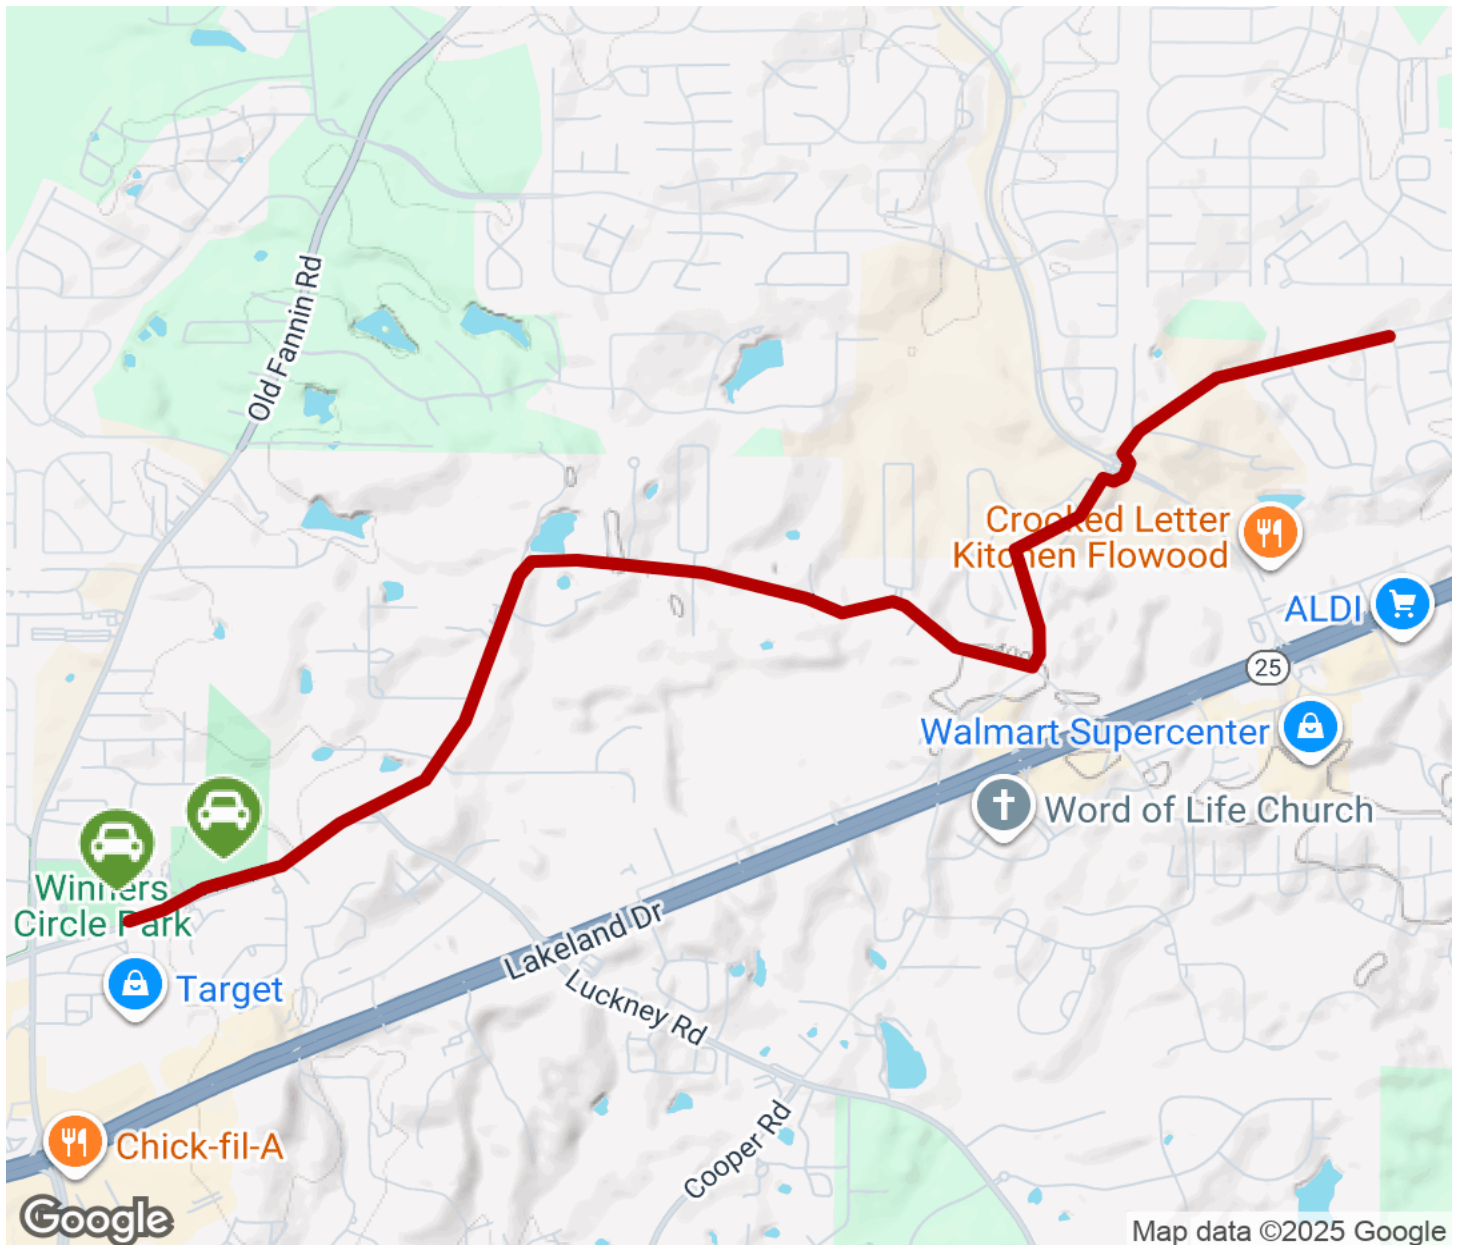 Old Fannin Rd
Crooked Letter
Kitchen Flowood
ALDI
25
Walmart Supercenter
Word of Life Church
Winners
Circle Park
Lakeland Dr
Target
Luckney Rd
Cooper Rd
Chick-fil-A
Google
Map data ©2025 Google